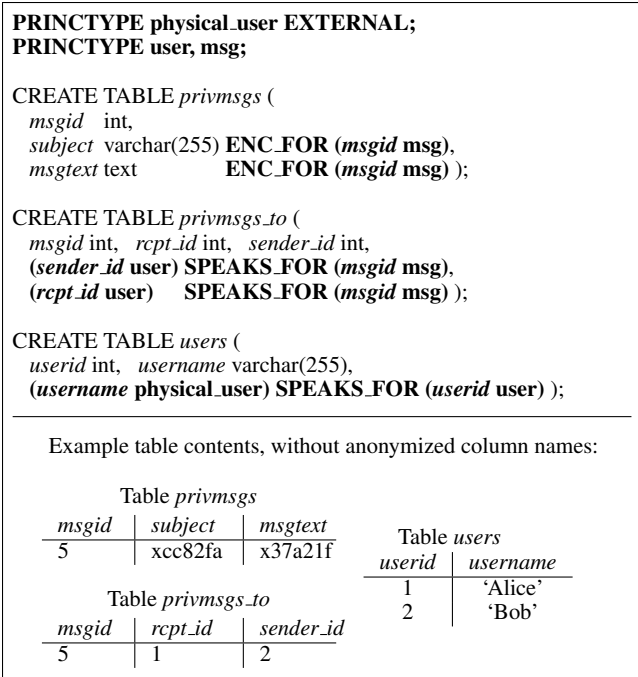 PRINCTYPE physical_user EXTERNAL;
PRINCTYPE user, msg;
CREATE TABLE privmsgs (
msgid int,
subject varchar(255) ENC_FOR (msgid msg),
msgtext text ENC_FOR (msgid msg) );
CREATE TABLE privmsgs_to (
msgid int, rcpt_id int, sender_id int,
(sender_id user) SPEAKS_FOR (msgid msg),
(rcpt_id user) SPEAKS_FOR (msgid msg) );
CREATE TABLE users (
userid int, username varchar(255),
(username physical_user) SPEAKS_FOR (userid user) );
Example table contents, without anonymized column names:
Table privmsgs
msgid subject msgtext
5 xcc82fa x37a21f
Table privmsgs_to
msgid rcpt_id sender_id
5 1 2
Table users
userid username
1 ‘Alice’
2 ‘Bob’